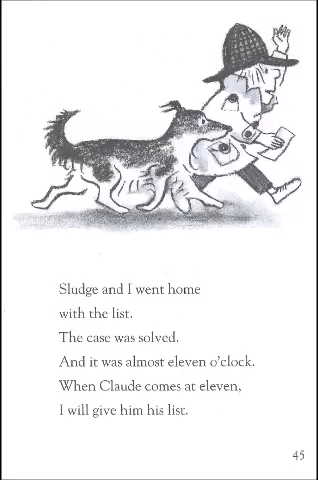 Sludge and I went home
with the list.
The case was solved.
And it was almost eleven o'clock.
When Claude comes at eleven,
I will give him his list.
45